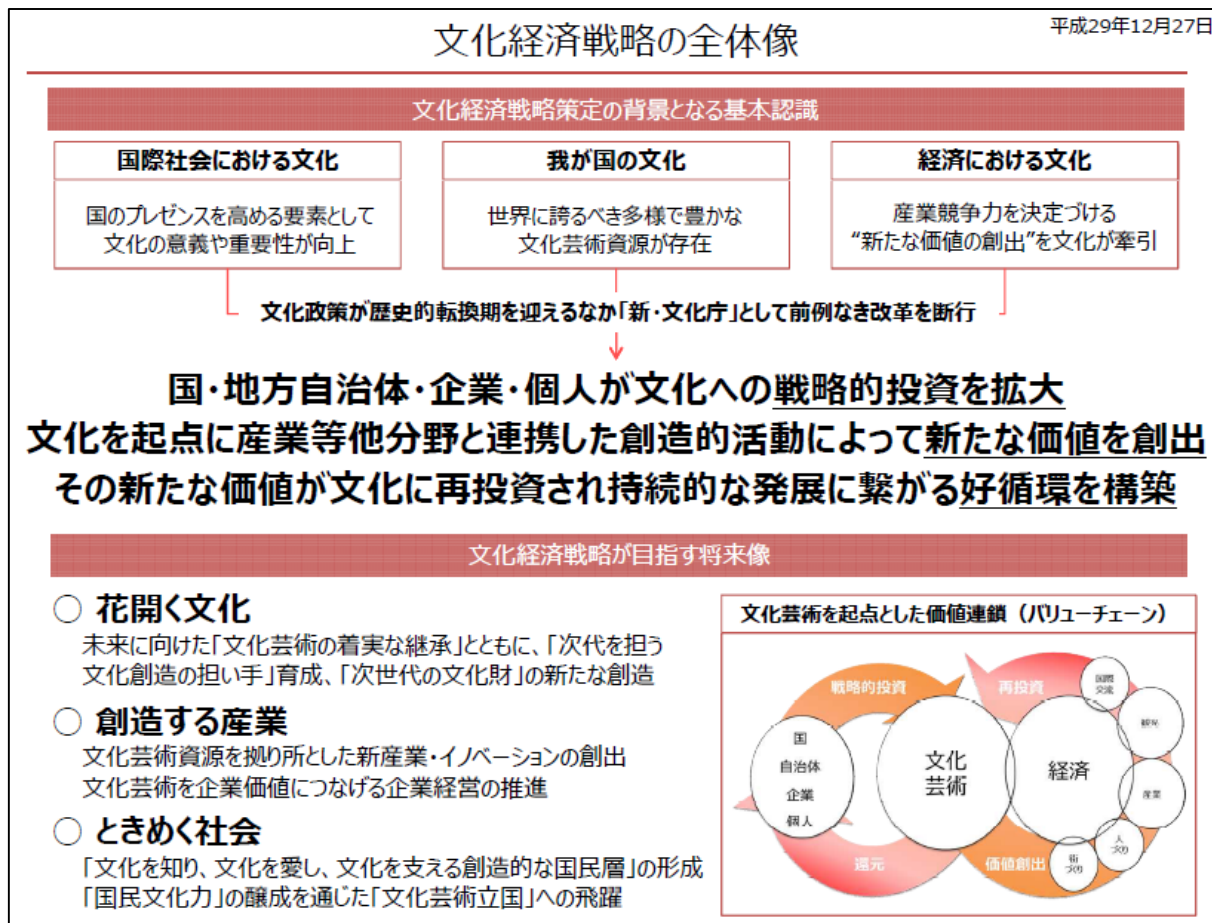 文化経済戦略の全体像
平成29年12月27日
文化経済戦略策定の背景となる基本認識
国際社会における文化
国のプレゼンスを高める要素として
文化の意義や重要性が向上
我が国の文化
世界に誇るべき多様で豊かな
文化芸術資源が存在
経済における文化
産業競争力を決定づける
“新たな価値の創出”を文化が牽引
文化政策が歴史的転換期を迎えるなか「新・文化庁」として前例なき改革を断行
国・地方自治体・企業・個人が文化への戦略的投資を拡大
文化を起点に産業等他分野と連携した創造的活動によって新たな価値を創出
その新たな価値が文化に再投資され持続的な発展に繋がる好循環を構築
文化経済戦略が目指す将来像
○ 花開く文化
未来に向けた「文化芸術の着実な継承」とともに、「次代を担う
文化創造の担い手」育成、「次世代の文化財」の新たな創造
○ 創造する産業
文化芸術資源を拠り所とした新産業・イノベーションの創出
文化芸術を企業価値につなげる企業経営の推進
○ ときめく社会
「文化を知り、文化を愛し、文化を支える創造的な国民層」の形成
「国民文化力」の醸成を通じた「文化芸術立国」への飛躍
文化芸術を起点とした価値連鎖（バリューチェーン）
戦略的投資
再投資
国際
交流
観光
国
自治体
企業
個人
文化
芸術
経済
産業
人
づくり
街
づくり
還元
価値創出